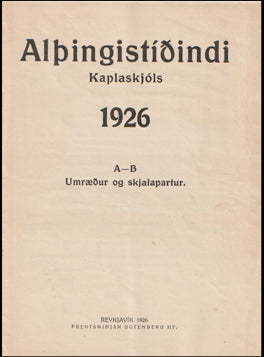 Alþingistíðindi
Kaplaskjóls
1926
A—B
Umræður og skjalapartur.
REYKJAVÍK 1926
PRENTSMIÐJAN GUTENBERG HF.